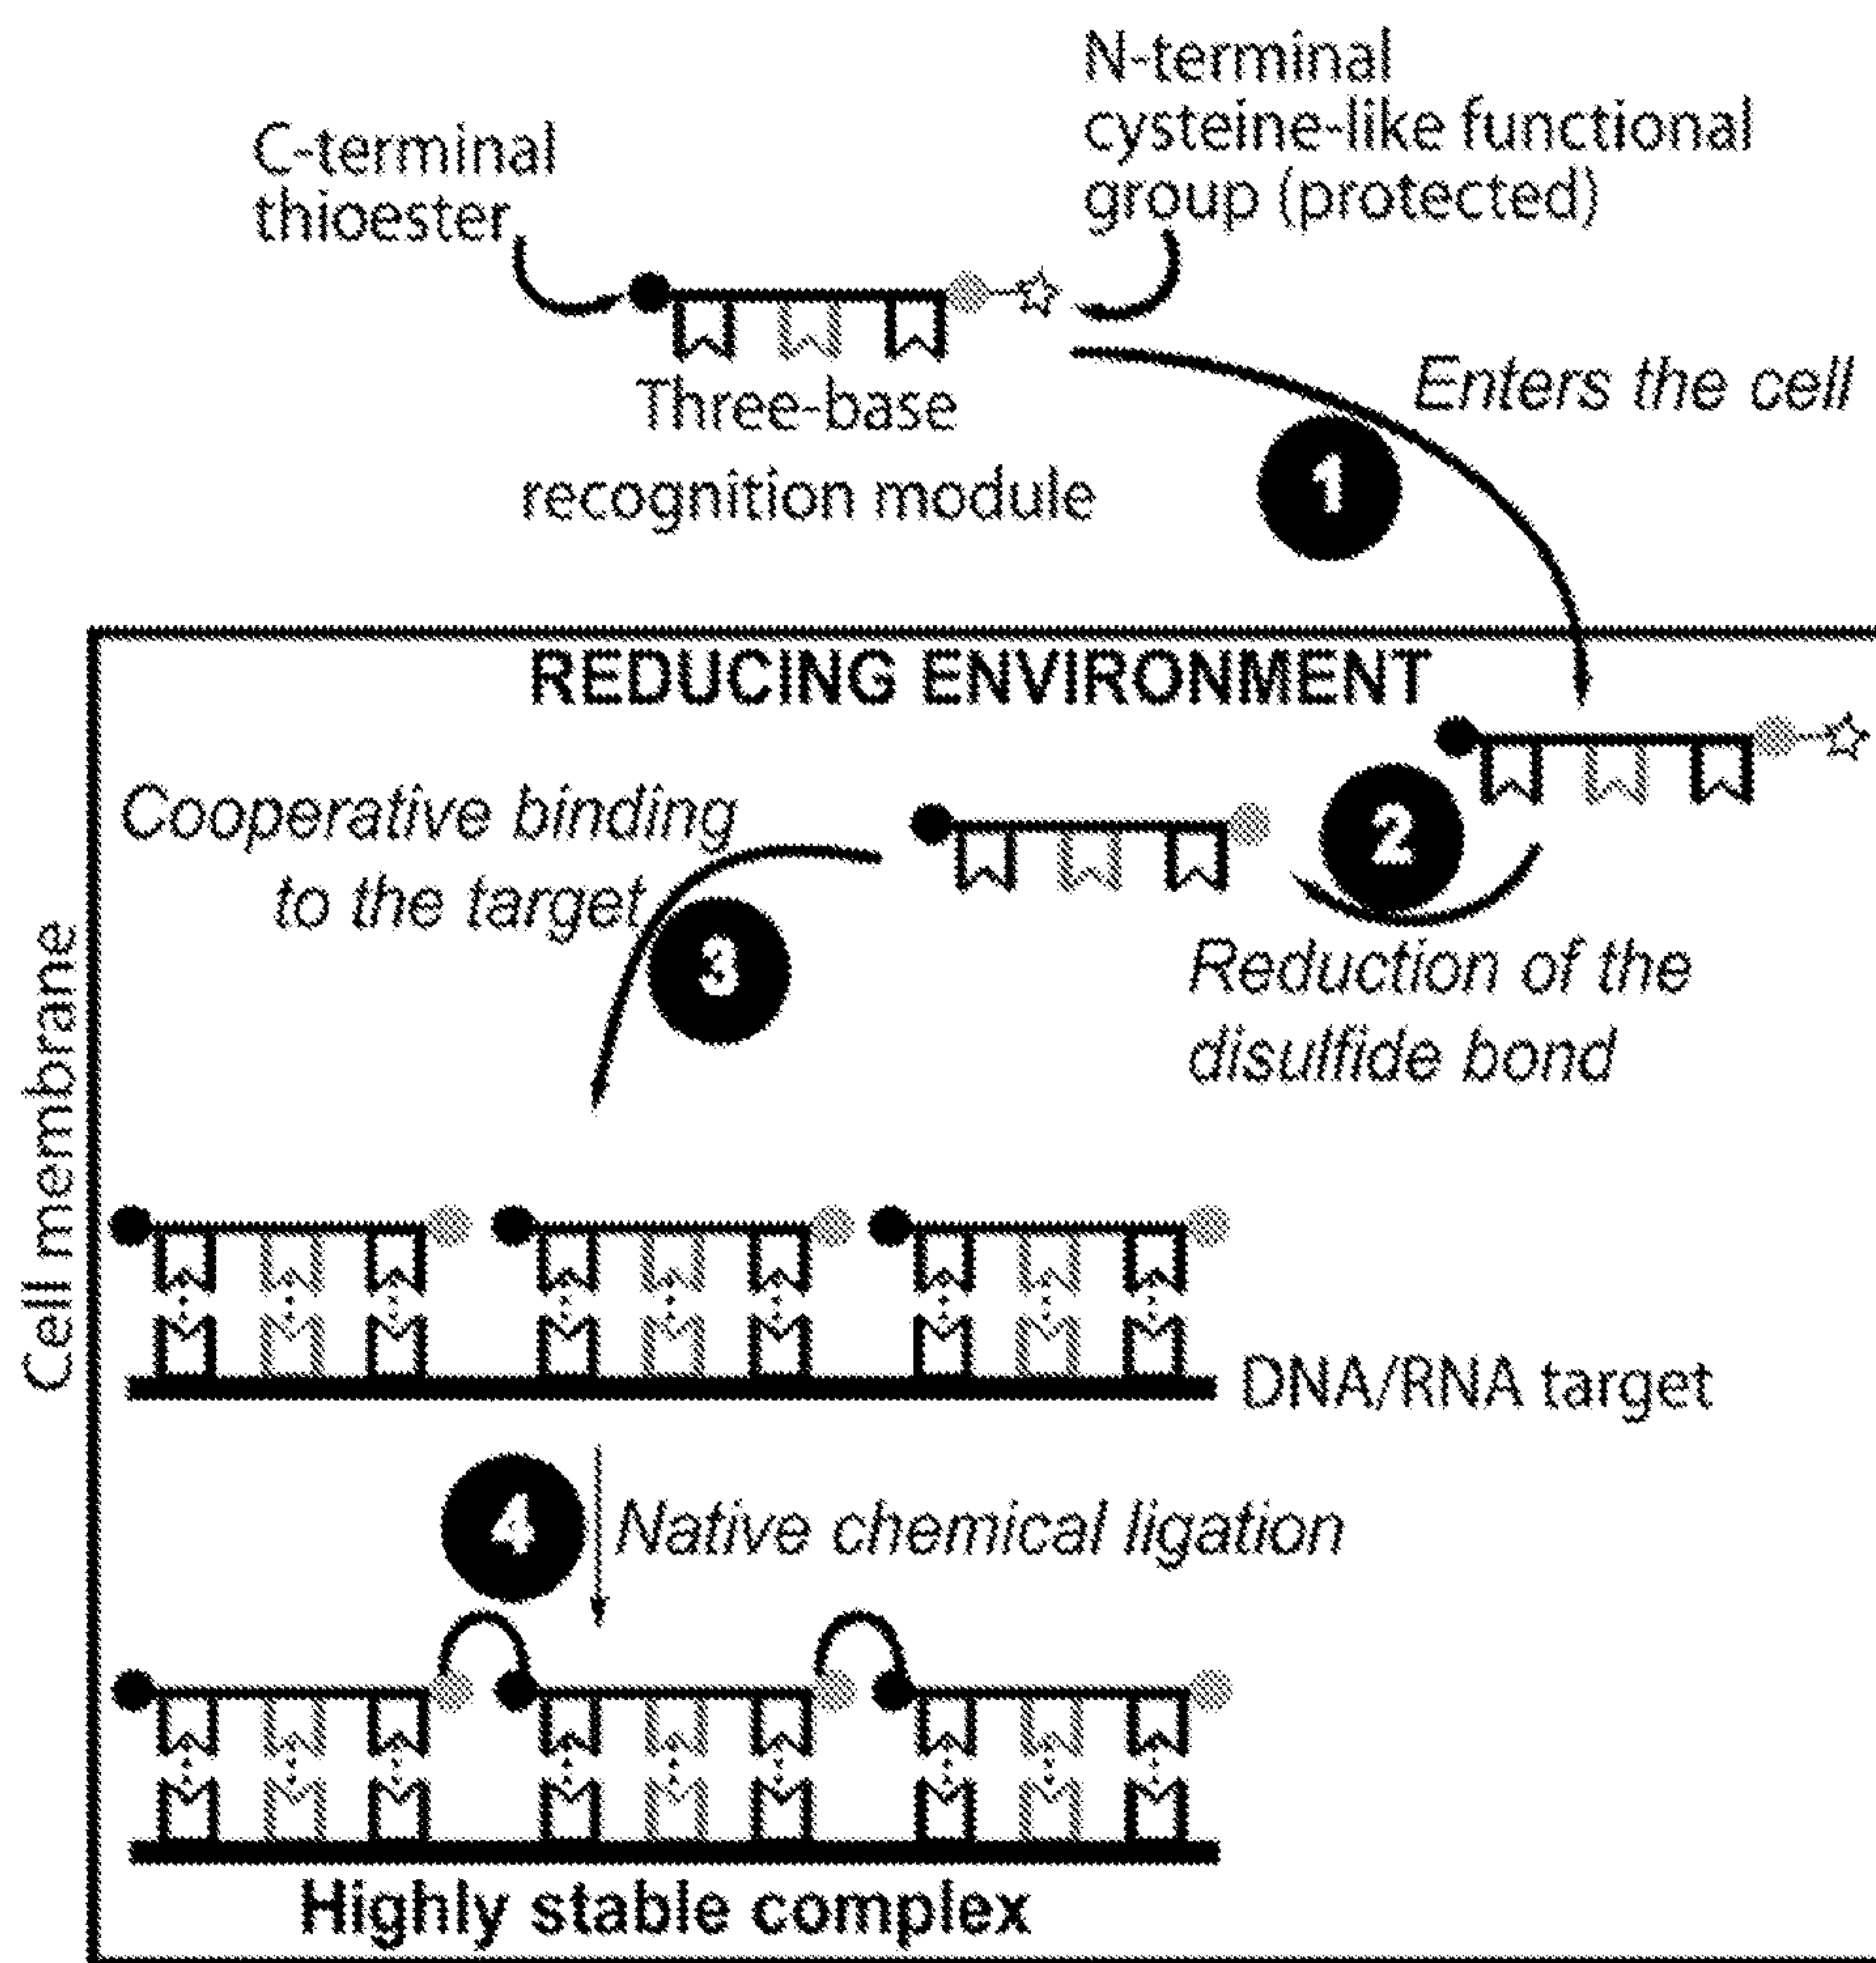 N-terminal
cysteine-like functional
group (protected)
C-terminal
thioester
Three-base
recognition module
Enters the cell
1
REDUCING ENVIRONMENT
Cooperative binding
to the target
2
3
Reduction of the
disulfide bond
Cell membrane
DNA/RNA target
4
Native chemical ligation
Highly stable complex